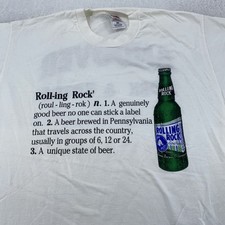 Roll-ing Rock'
(roul - ling - rok) n. 1. A genuinely
good beer no one can stick a label
on. 2. A beer brewed in Pennsylvania
that travels across the country,
usually in groups of 6, 12 or 24.
3. A unique state of beer.
ROLLING
ROCK
ROLLING
ROCK